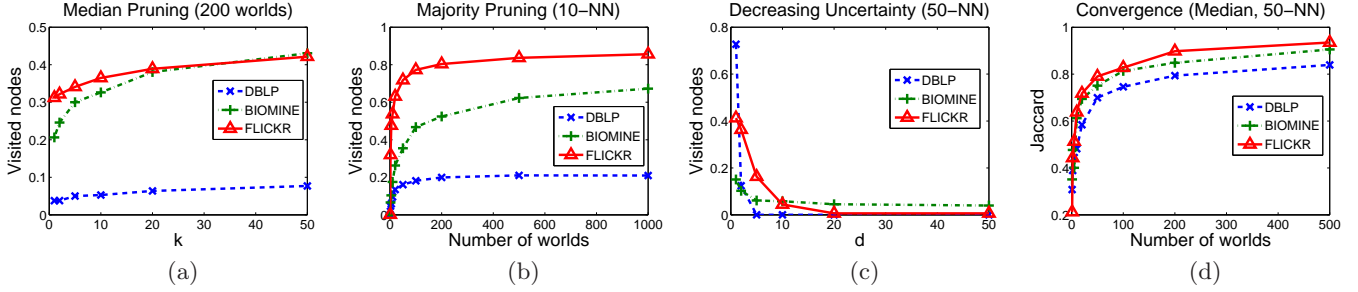 Median Pruning (200 worlds)
Visited nodes
0.5
0.4
0.3
0.2
0.1
0
0 10 20 30 40 50
k
DBLP
BIOMINE
FLICKR
(a)
Majority Pruning (10−NN)
Visited nodes
1
0.8
0.6
0.4
0.2
0
0 200 400 600 800 1000
Number of worlds
DBLP
BIOMINE
FLICKR
(b)
Decreasing Uncertainty (50−NN)
Visited nodes
0.8
0.6
0.4
0.2
0
0 10 20 30 40 50
d
DBLP
BIOMINE
FLICKR
(c)
Convergence (Median, 50−NN)
Jaccard
1
0.8
0.6
0.4
0.2
0 100 200 300 400 500
Number of worlds
DBLP
BIOMINE
FLICKR
(d)